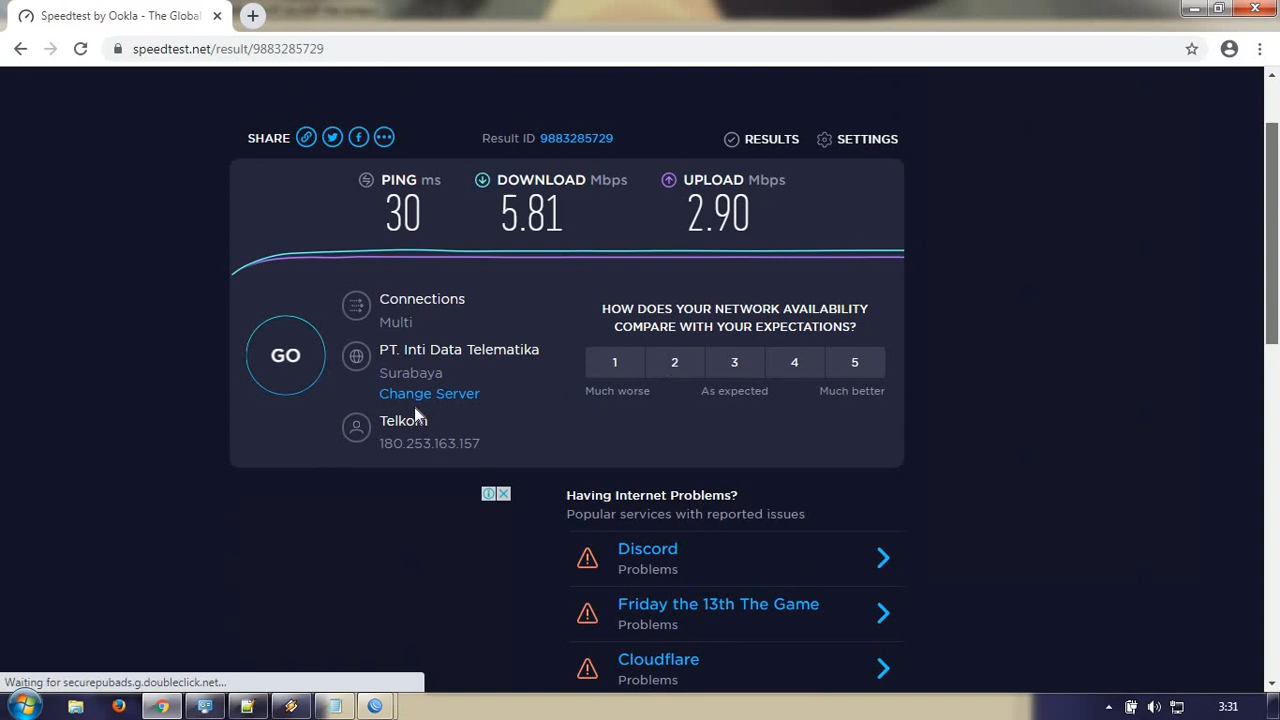 Speedtest by Ookla - The Global
speedtest.net/result/9883285729
SHARE
Result ID 9883285729
RESULTS
SETTINGS
PING ms
DOWNLOAD Mbps
UPLOAD Mbps
30
5.81
2.90
Connections
Multi
PT. Inti Data Telematika
Surabaya
Change Server
Telkom
180.253.163.157
GO
HOW DOES YOUR NETWORK AVAILABILITY
COMPARE WITH YOUR EXPECTATIONS?
1 2 3 4 5
Much worse As expected Much better
Having Internet Problems?
Popular services with reported issues
Discord
Problems
Friday the 13th The Game
Problems
Cloudflare
Problems
Waiting for securepubads.g.doubleclick.net...
3:31